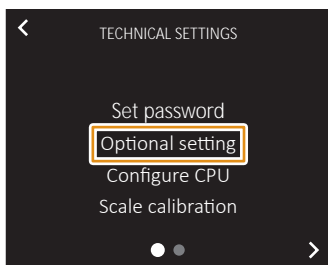 TECHNICAL SETTINGS
Set password
Optional setting
Configure CPU
Scale calibration